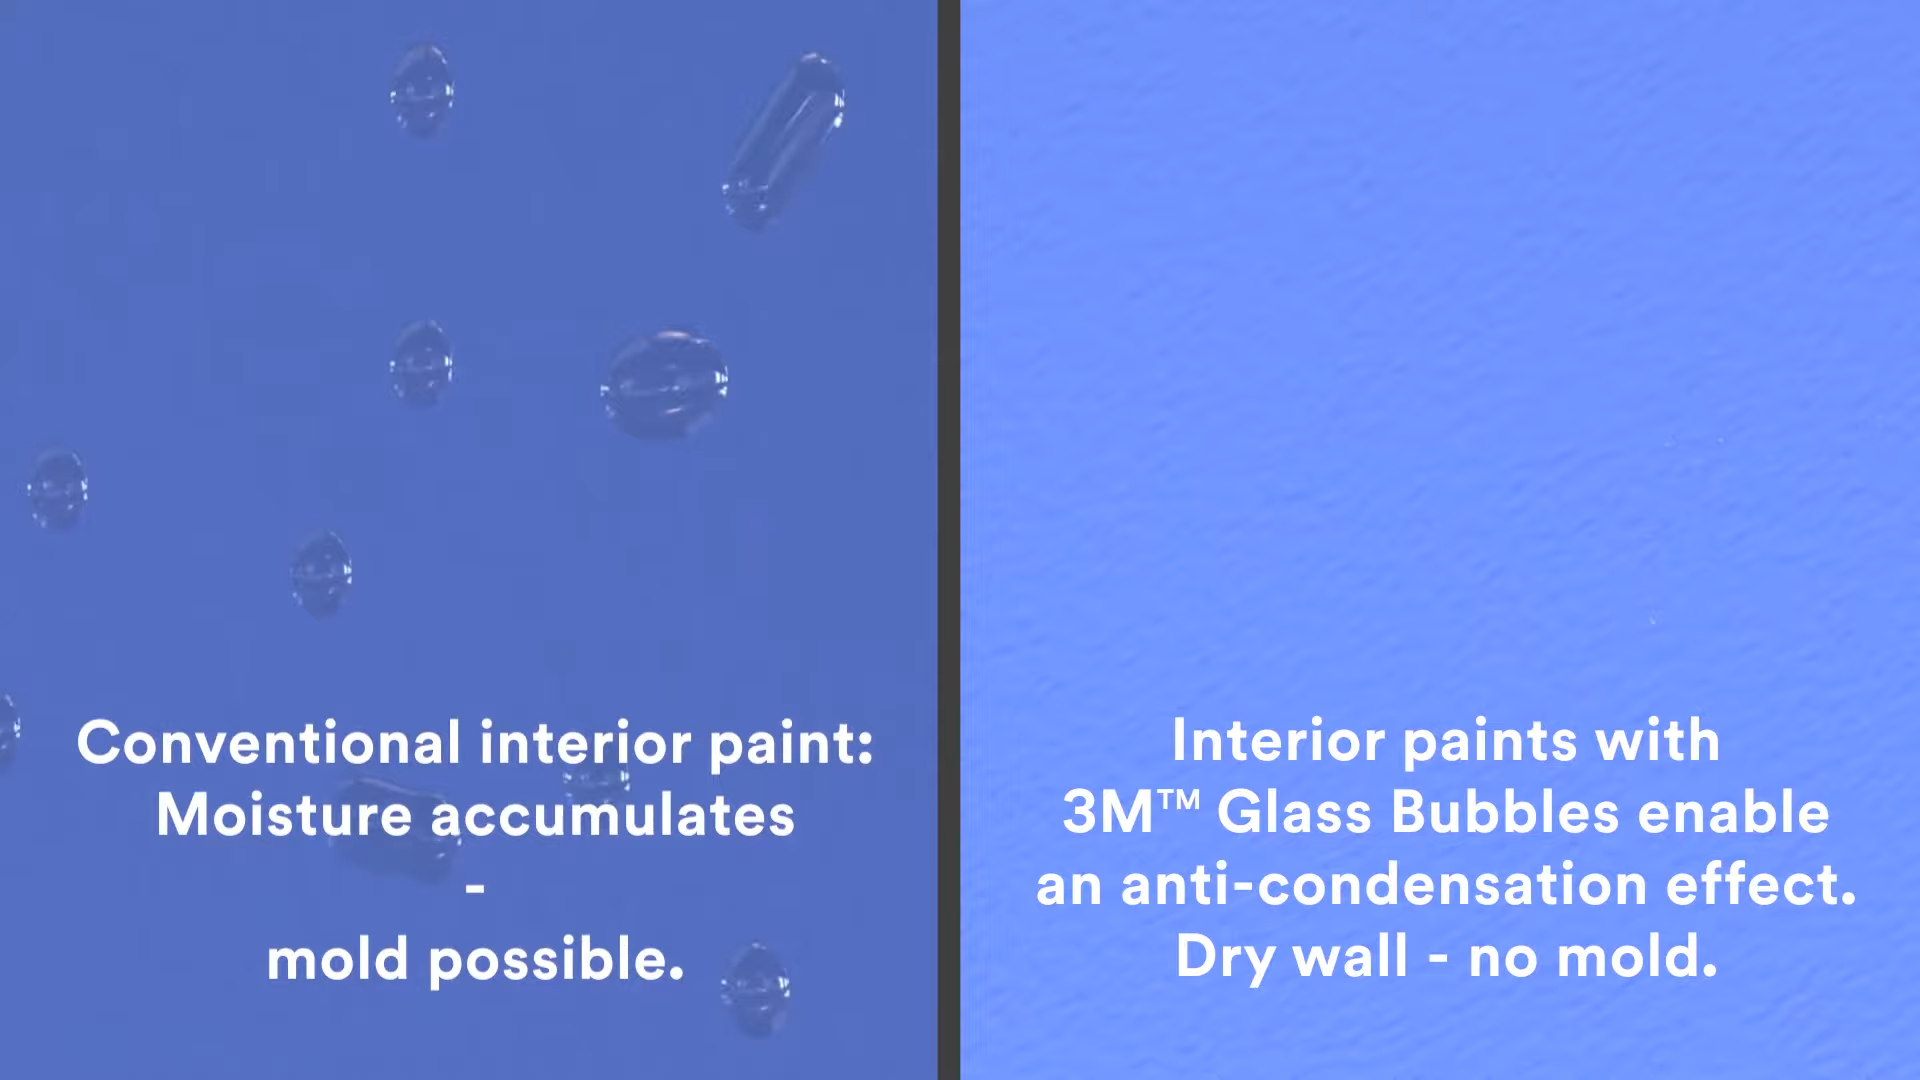 Conventional interior paint:
Moisture accumulates
-
mold possible.
Interior paints with
3M™ Glass Bubbles enable
an anti-condensation effect.
Dry wall - no mold.